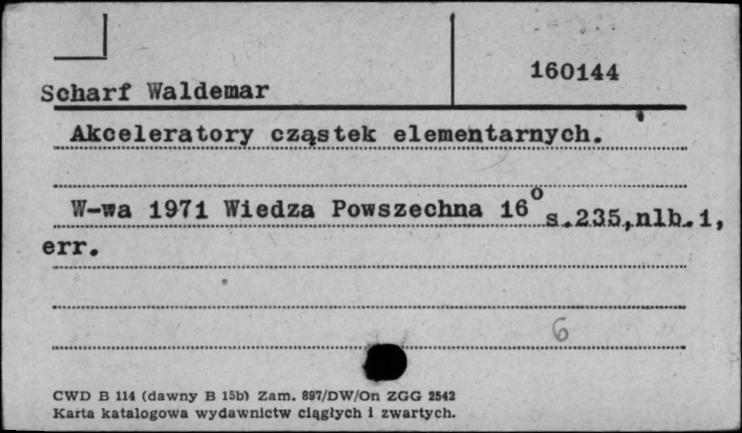 160144
Scharf Waldemar
Akceleratory cząstek elementarnych.
W-wa 1971 Wiedza Powszechna 16° s.235,nlb.1,
err.
6
CWD B 114 (dawny B 15b) Zam. 897/DW/On ZGG 2542
Karta katalogowa wydawnictw ciągłych i zwartych.